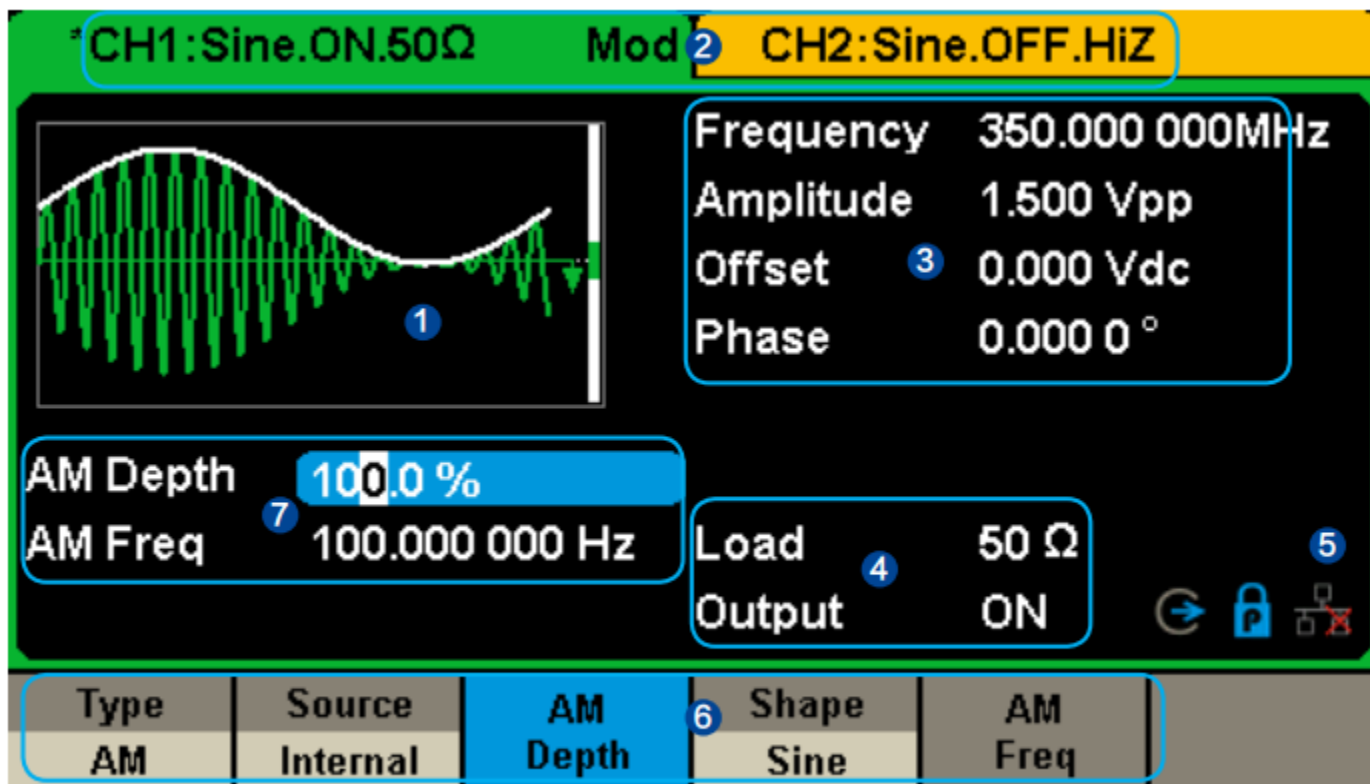 *CH1:Sine.ON.50Ω Mod 2 CH2:Sine.OFF.HiZ
Frequency 350.000 000MHz
Amplitude 1.500 Vpp
Offset 3 0.000 Vdc
Phase 0.000 0 °
1
AM Depth 100.0 %
7
AM Freq 100.000 000 Hz
Load 50 Ω
4
Output ON
5
P
Type Source AM Depth 6 Shape AM Freq
AM Internal Sine